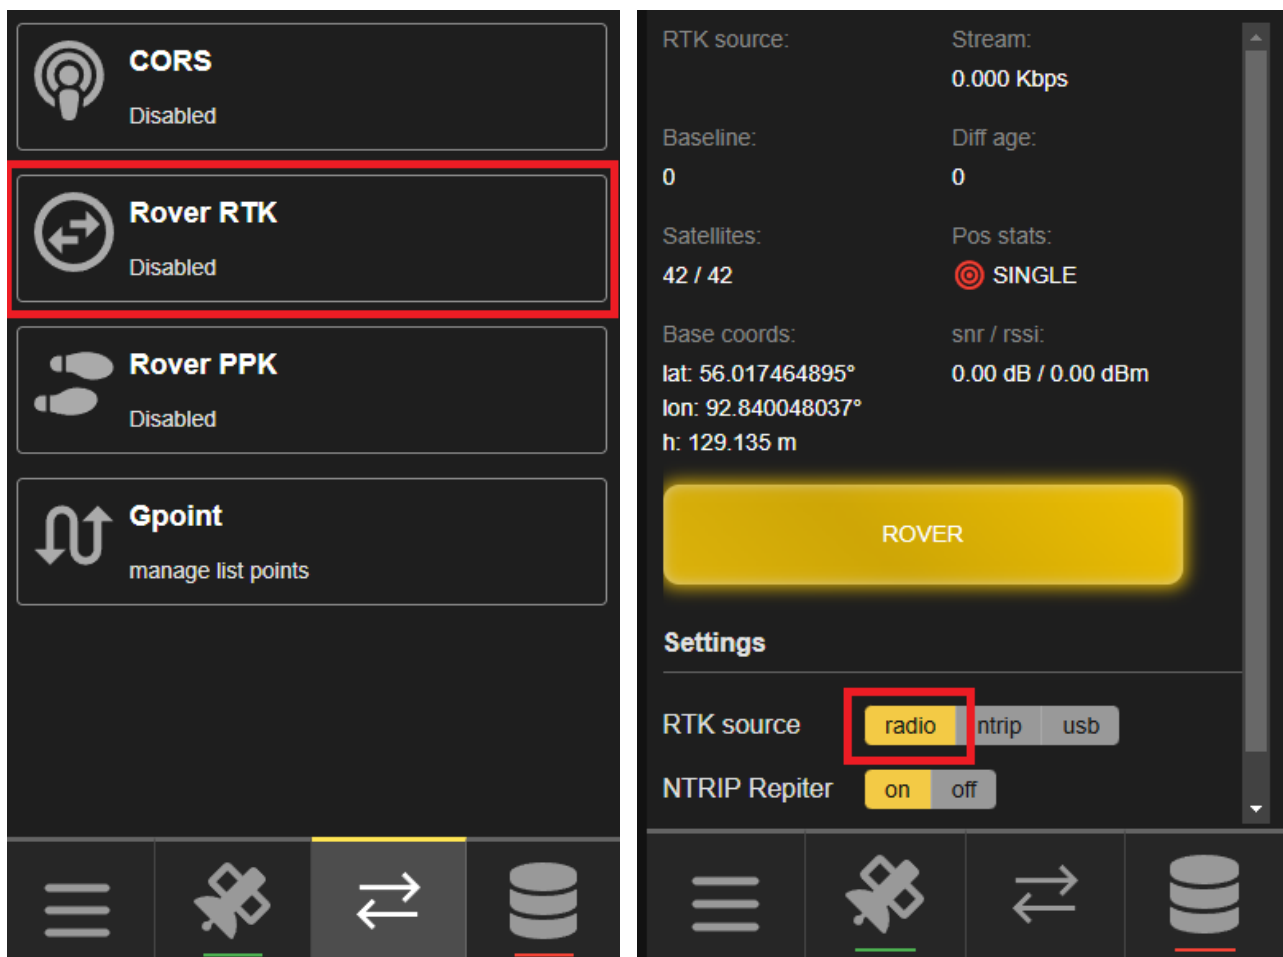 CORS
Disabled
Rover RTK
Disabled
Rover PPK
Disabled
Gpoint
manage list points
RTK source: Stream:
0.000 Kbps
Baseline: Diff age:
0 0
Satellites: Pos stats:
42 / 42 SINGLE
Base coords: snr / rssi:
lat: 56.017464895° 0.00 dB / 0.00 dBm
lon: 92.840048037°
h: 129.135 m
ROVER
Settings
RTK source radio ntrip usb
NTRIP Repiter on off